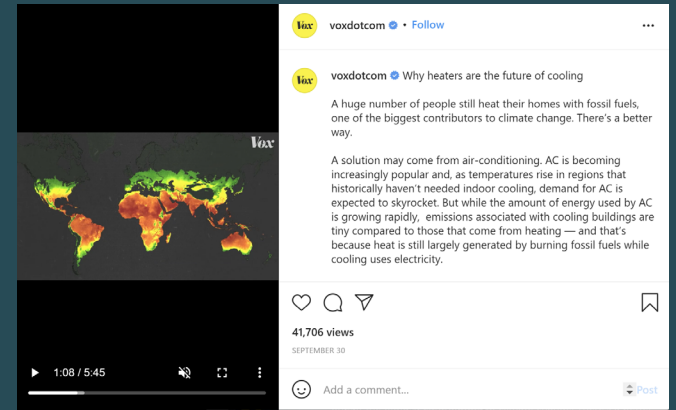 Vox
voxdotcom • Follow
Vox
Vox
voxdotcom Why heaters are the future of cooling
A huge number of people still heat their homes with fossil fuels,
one of the biggest contributors to climate change. There's a better
way.
A solution may come from air-conditioning. AC is becoming
increasingly popular and, as temperatures rise in regions that
historically haven't needed indoor cooling, demand for AC is
expected to skyrocket. But while the amount of energy used by AC
is growing rapidly, emissions associated with cooling buildings are
tiny compared to those that come from heating — and that's
because heat is still largely generated by burning fossil fuels while
cooling uses electricity.
41,706 views
SEPTEMBER 30
1:08 / 5:45
Add a comment...
Post